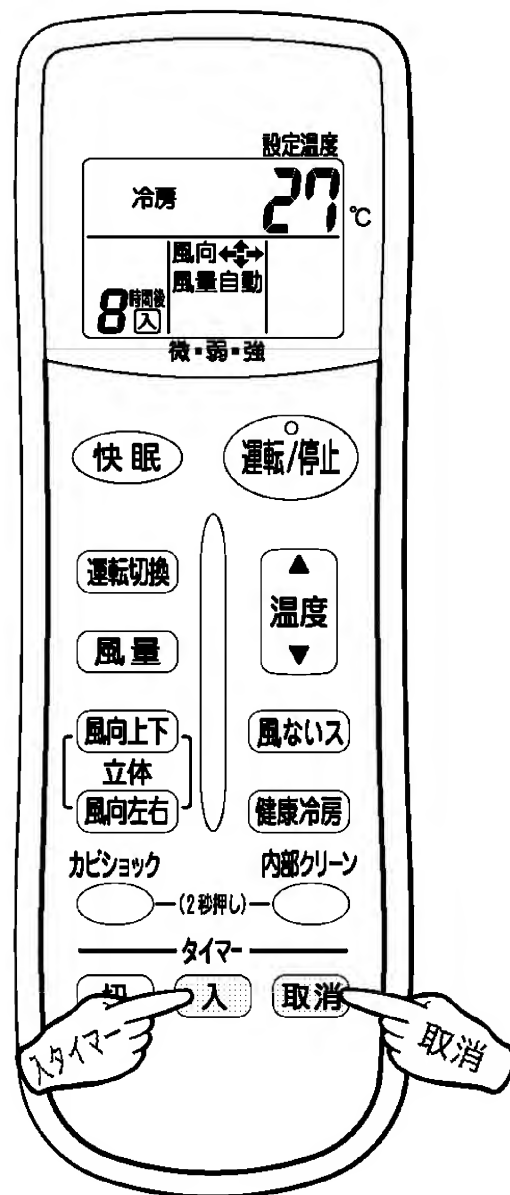 設定温度
冷房 27℃
風向
風量自動
8時間後
入
微・弱・強
快眠
運転/停止
運転切換
▲
温度
▼
風量
風向上下
立体
風向左右
風ないス
健康冷房
カビショック
内部クリーン
(2秒押し)
タイマー
入
取消
入タイマー
取消